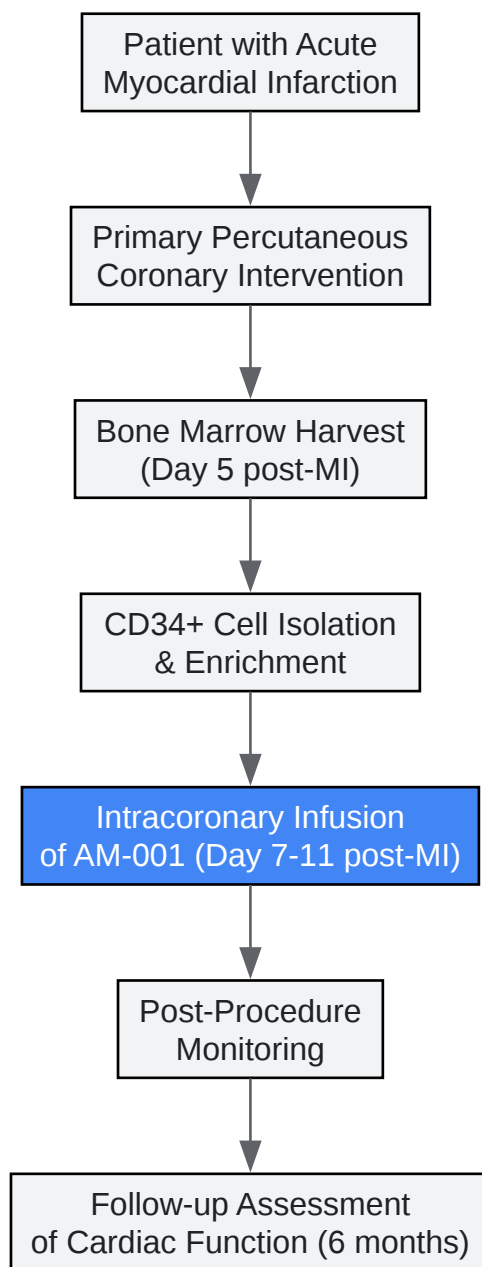 Patient with Acute
Myocardial Infarction
Primary Percutaneous
Coronary Intervention
Bone Marrow Harvest
(Day 5 post-MI)
CD34+ Cell Isolation
& Enrichment
Intracoronary Infusion
of AM-001 (Day 7-11 post-MI)
Post-Procedure
Monitoring
Follow-up Assessment
of Cardiac Function (6 months)